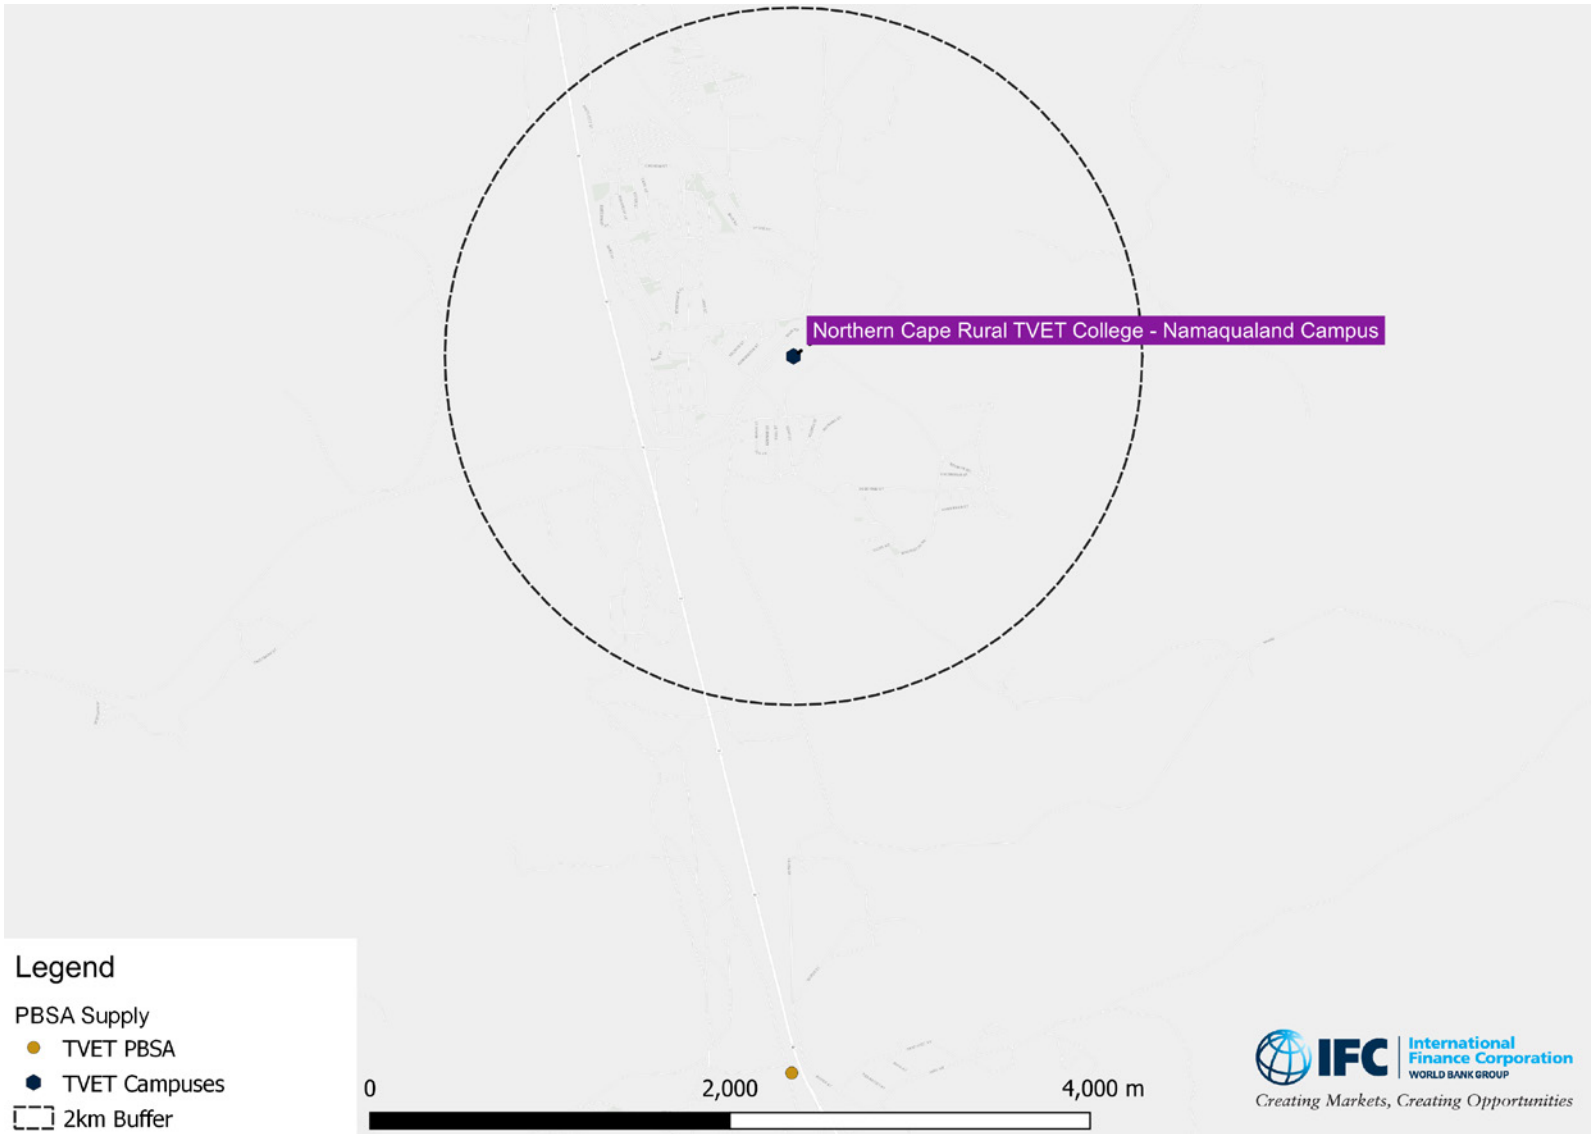 Northern Cape Rural TVET College - Namaqualand Campus
Legend
PBSA Supply
TVET PBSA
TVET Campuses
2km Buffer
0 2,000 4,000 m
IFC
International
Finance Corporation
WORLD BANK GROUP
Creating Markets, Creating Opportunities